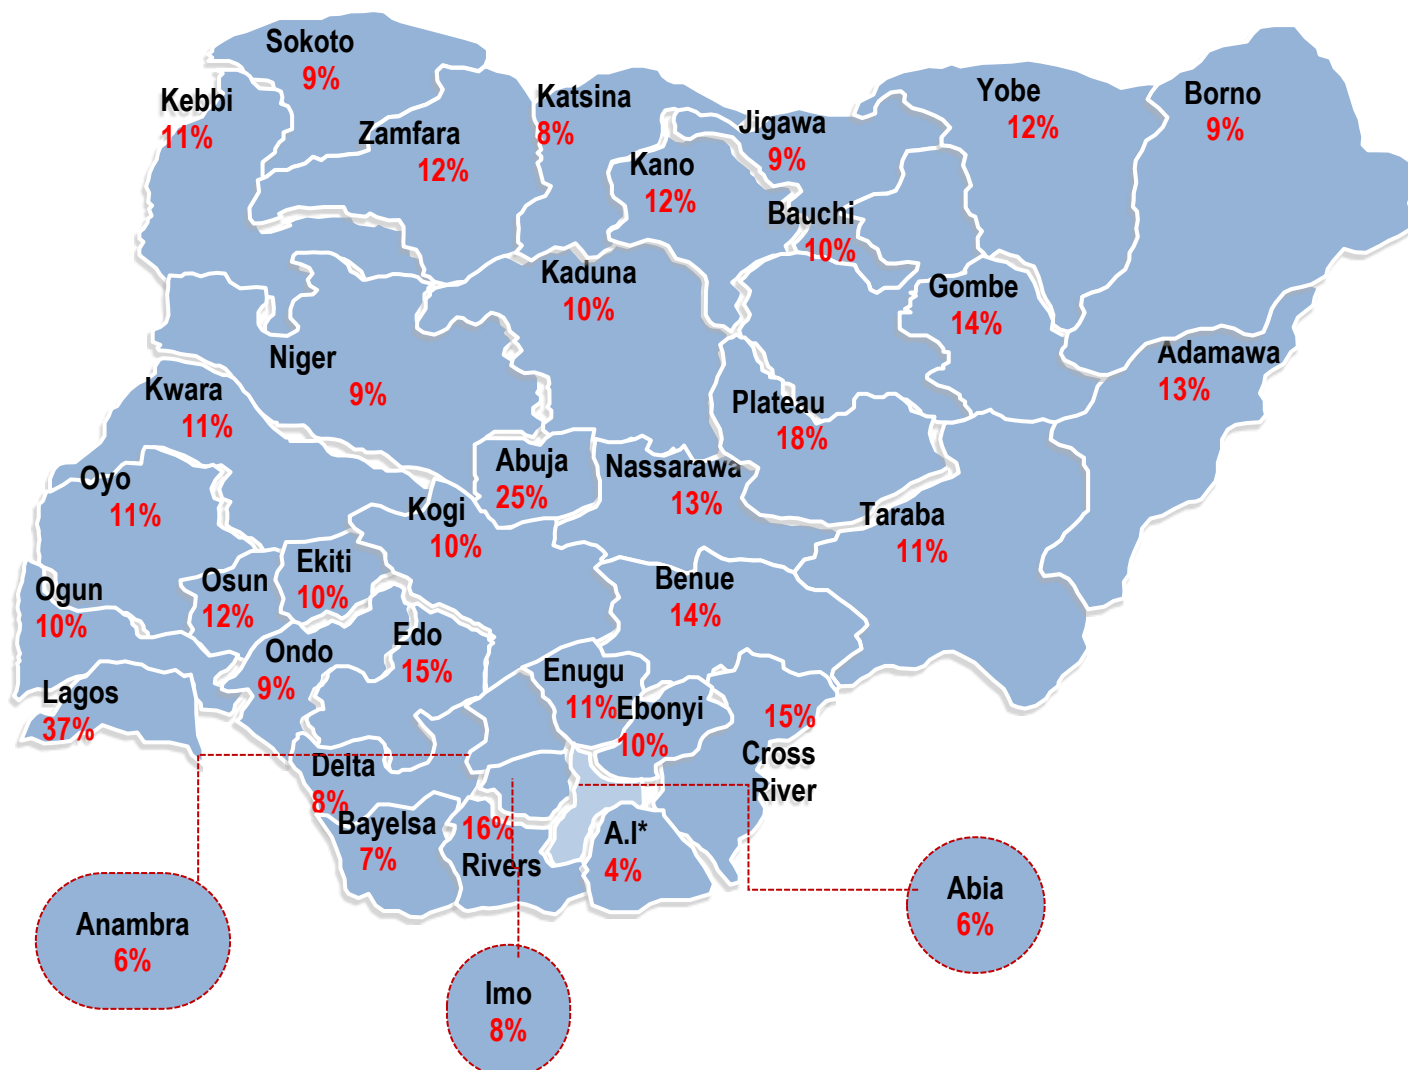 Sokoto
9%
Kebbi
11%
Zamfara
12%
Katsina
8%
Kano
12%
Jigawa
9%
Yobe
12%
Borno
9%
Bauchi
10%
Kaduna
10%
Gombe
14%
Adamawa
13%
Niger
9%
Kwara
11%
Plateau
18%
Abuja
25%
Nassarawa
13%
Oyo
11%
Kogi
10%
Taraba
11%
Ogun
10%
Osun
12%
Ekiti
10%
Benue
14%
Ondo
9%
Edo
15%
Enugu
11%
Ebonyi
10%
15%
Cross
River
Lagos
37%
Delta
8%
Bayelsa
7%
16%
Rivers
A.I*
4%
Abia
6%
Anambra
6%
Imo
8%